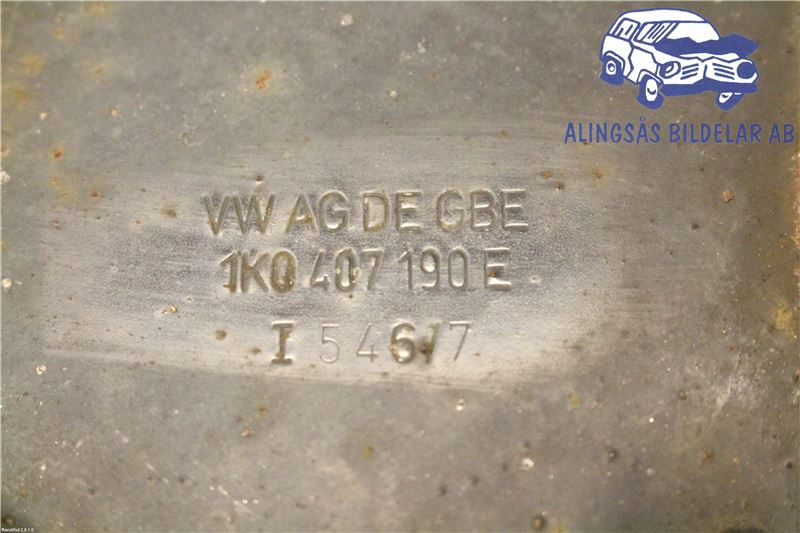 ALINGSÅS BILDELAR AB
VW AG DE GBE
1K0 407 190 E
I 546/7